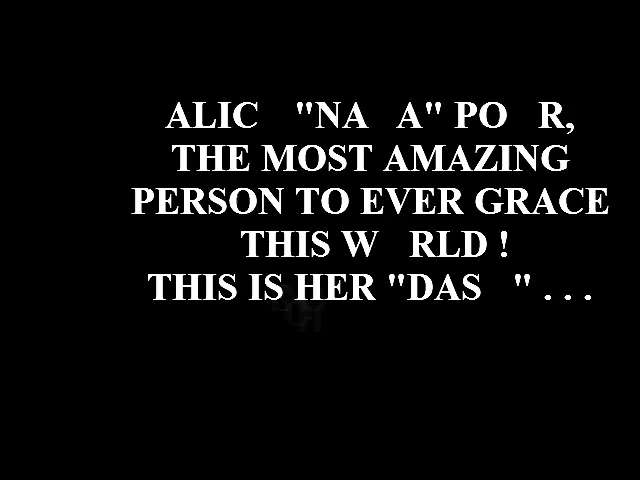 ALIC "NA A" PO R,
THE MOST AMAZING
PERSON TO EVER GRACE
THIS W RLD !
THIS IS HER "DAS " . . .